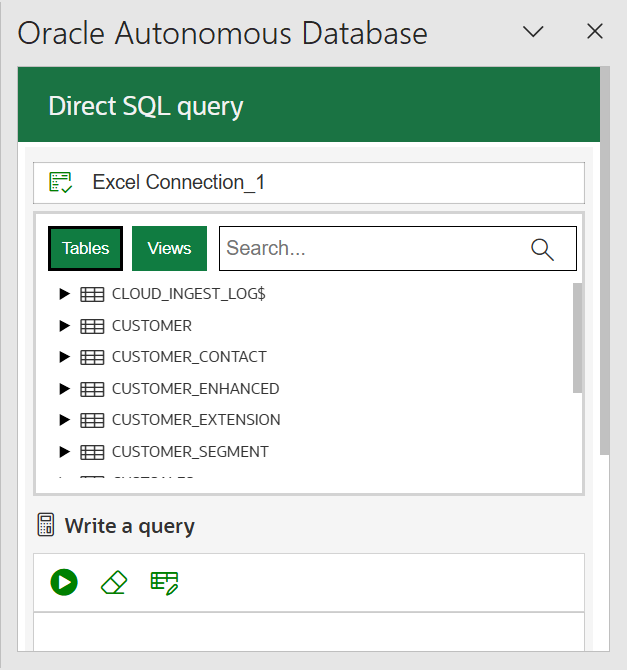 Oracle Autonomous Database
Direct SQL query
Excel Connection_1
Tables Views Search...
CLOUD_INGEST_LOG$
CUSTOMER
CUSTOMER_CONTACT
CUSTOMER_ENHANCED
CUSTOMER_EXTENSION
CUSTOMER_SEGMENT
Write a query